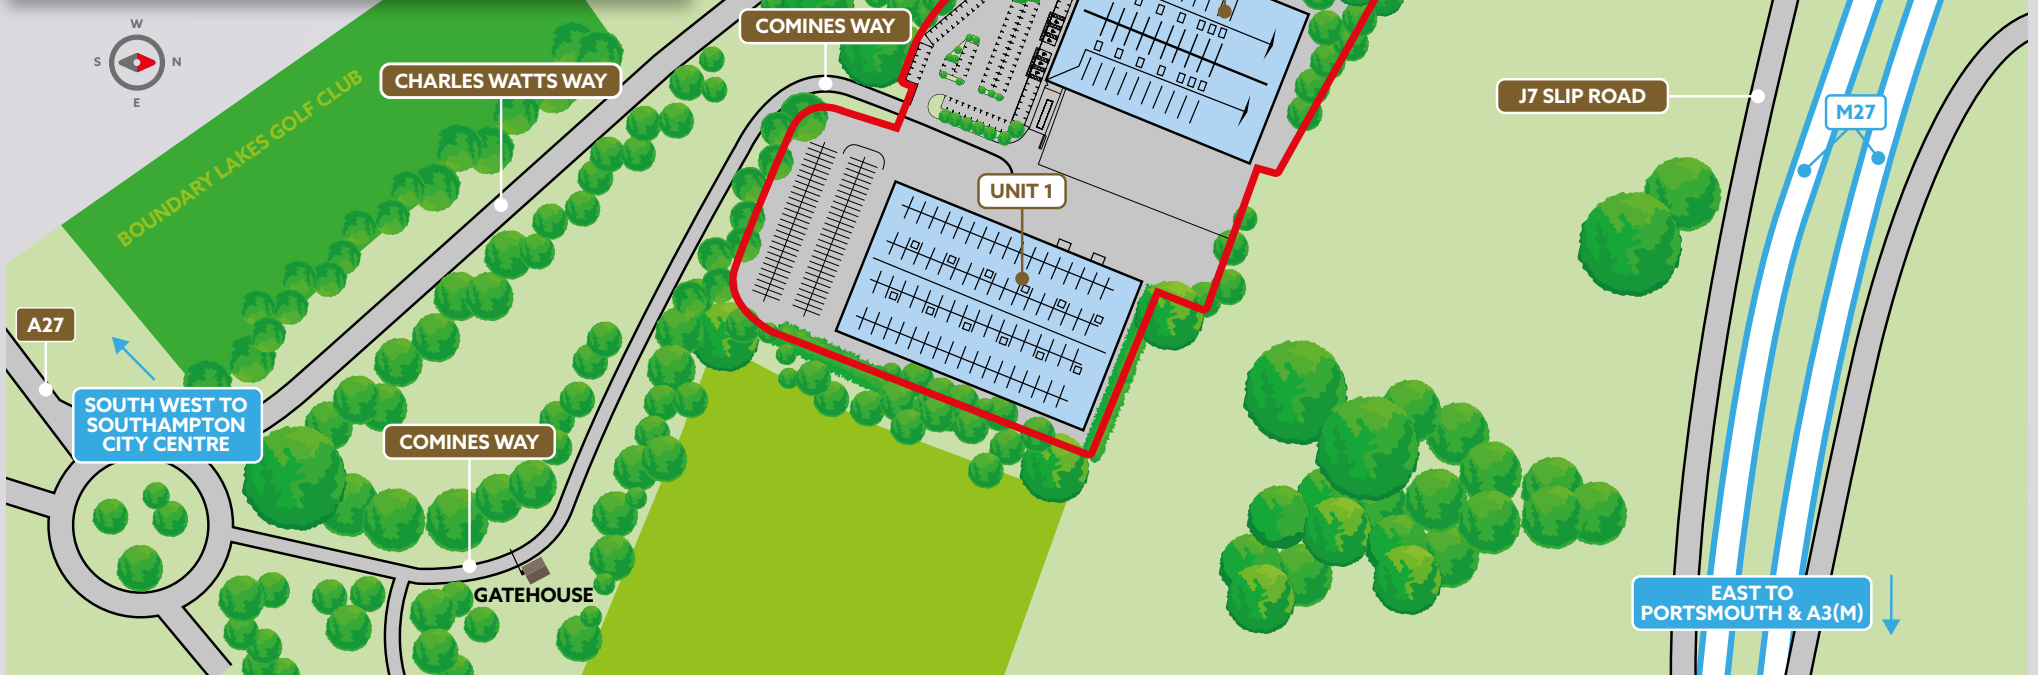 W
S
N
E
COMINES WAY
CHARLES WATTS WAY
BOUNDARY LAKES GOLF CLUB
J7 SLIP ROAD
M27
UNIT 1
A27
SOUTH WEST TO
SOUTHAMPTON
CITY CENTRE
COMINES WAY
GATEHOUSE
EAST TO
PORTSMOUTH & A3(M)